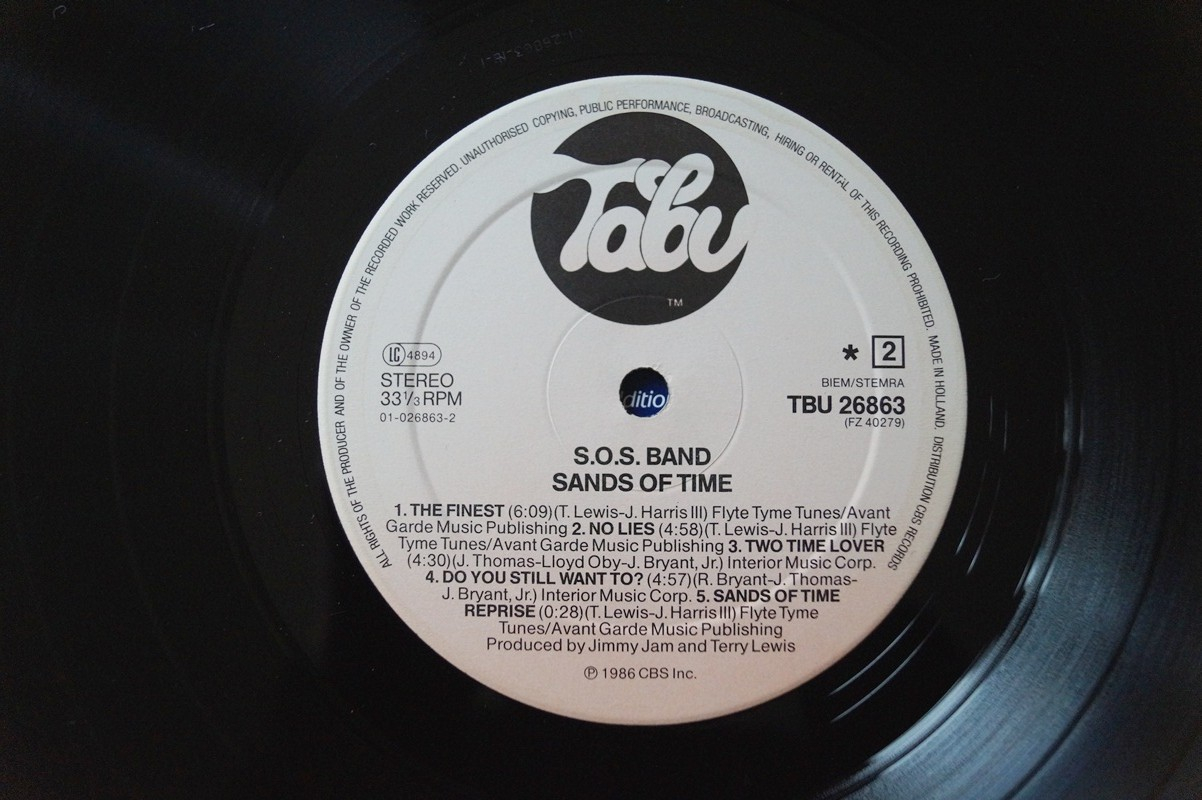 ALL RIGHTS OF THE PRODUCER AND OF THE OWNER OF THE RECORDED WORK RESERVED. UNAUTHORISED COPYING, PUBLIC PERFORMANCE, BROADCASTING, HIRING OR RENTAL OF THIS RECORDING PROHIBITED. MADE IN HOLLAND. DISTRIBUTION CBS RECORDS
Tabu
TM
LC 4894
STEREO
33 1/3 RPM
01-026863-2
* 2
BIEM/STEMRA
TBU 26863
(FZ 40279)
ditio
S.O.S. BAND
SANDS OF TIME
1. THE FINEST (6:09)(T. Lewis-J. Harris III) Flyte Tyme Tunes/Avant
Garde Music Publishing 2. NO LIES (4:58)(T. Lewis-J. Harris III) Flyte
Tyme Tunes/Avant Garde Music Publishing 3. TWO TIME LOVER
(4:30)(J. Thomas-Lloyd Oby-J. Bryant, Jr.) Interior Music Corp.
4. DO YOU STILL WANT TO? (4:57)(R. Bryant-J. Thomas-
J. Bryant, Jr.) Interior Music Corp. 5. SANDS OF TIME
REPRISE (0:28)(T. Lewis-J. Harris III) Flyte Tyme
Tunes/Avant Garde Music Publishing
Produced by Jimmy Jam and Terry Lewis
℗ 1986 CBS Inc.